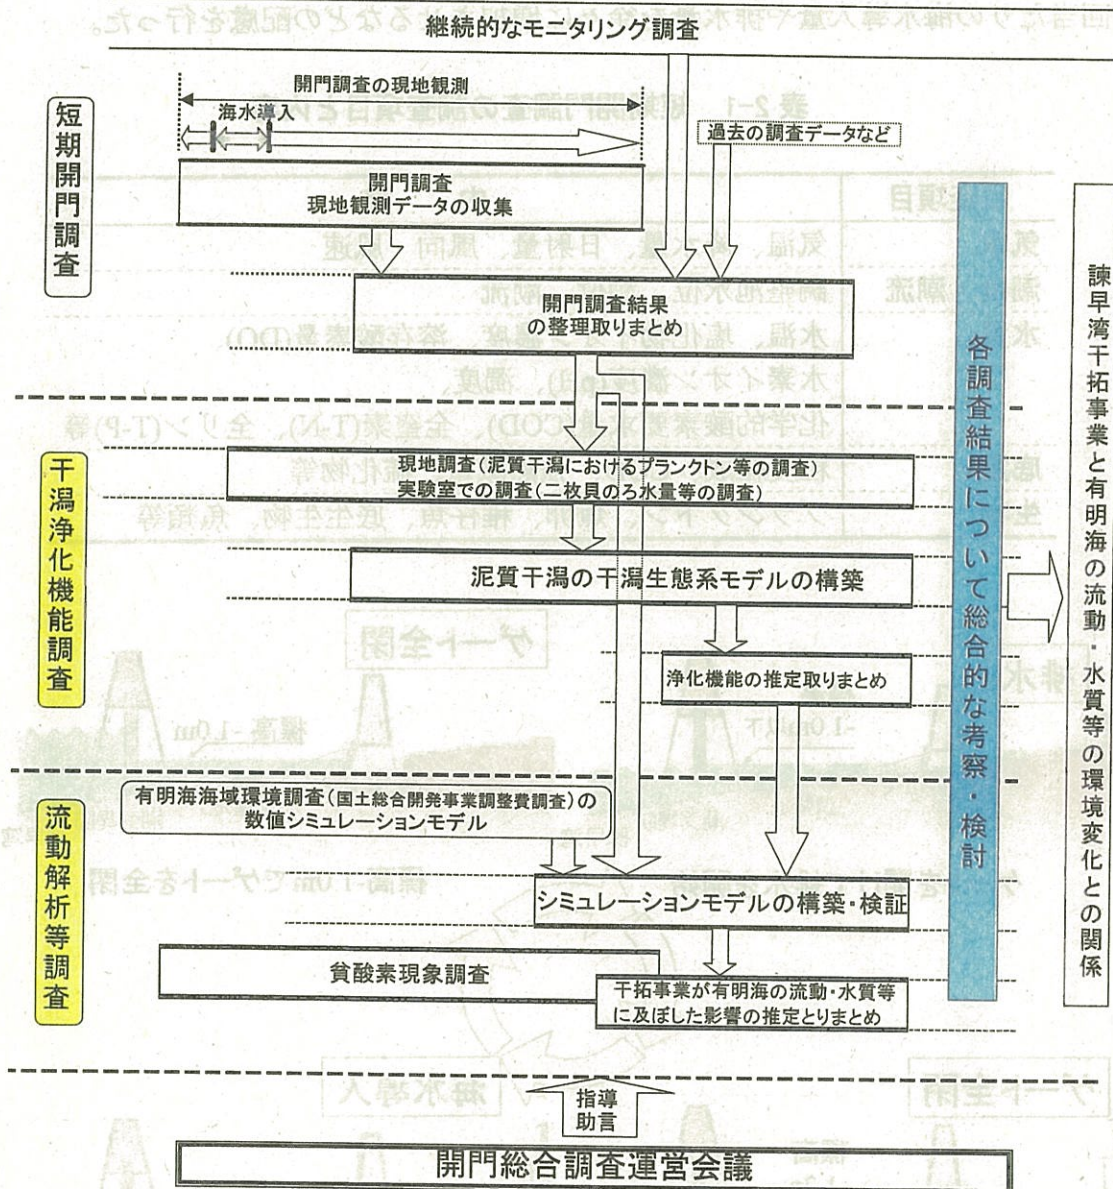 継続的なモニタリング調査
短期開門調査
開門調査の現地観測
海水導入
過去の調査データなど
開門調査
現地観測データの収集
開門調査結果
の整理取りまとめ
干潟浄化機能調査
現地調査(泥質干潟におけるプランクトン等の調査)
実験室での調査(二枚貝のろ水量等の調査)
泥質干潟の干潟生態系モデルの構築
浄化機能の推定取りまとめ
流動解析等調査
有明海海域環境調査(国土総合開発事業調整費調査)の
数値シミュレーションモデル
シミュレーションモデルの構築・検証
貧酸素現象調査
干拓事業が有明海の流動・水質等
に及ぼした影響の推定とりまとめ
各調査結果について総合的な考察・検討
諫早湾干拓事業と有明海の流動・水質等の環境変化との関係
指導
助言
開門総合調査運営会議